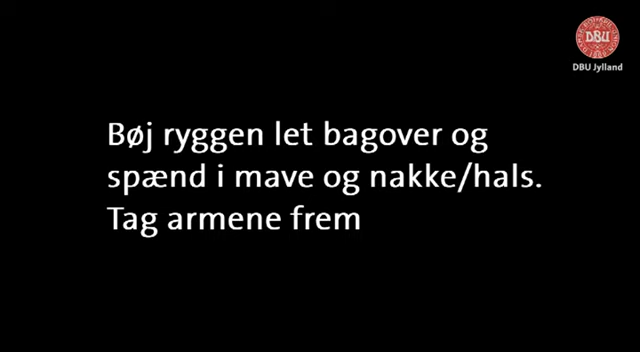 DBU
DBU Jylland
Bøj ryggen let bagover og
spænd i mave og nakke/hals.
Tag armene frem